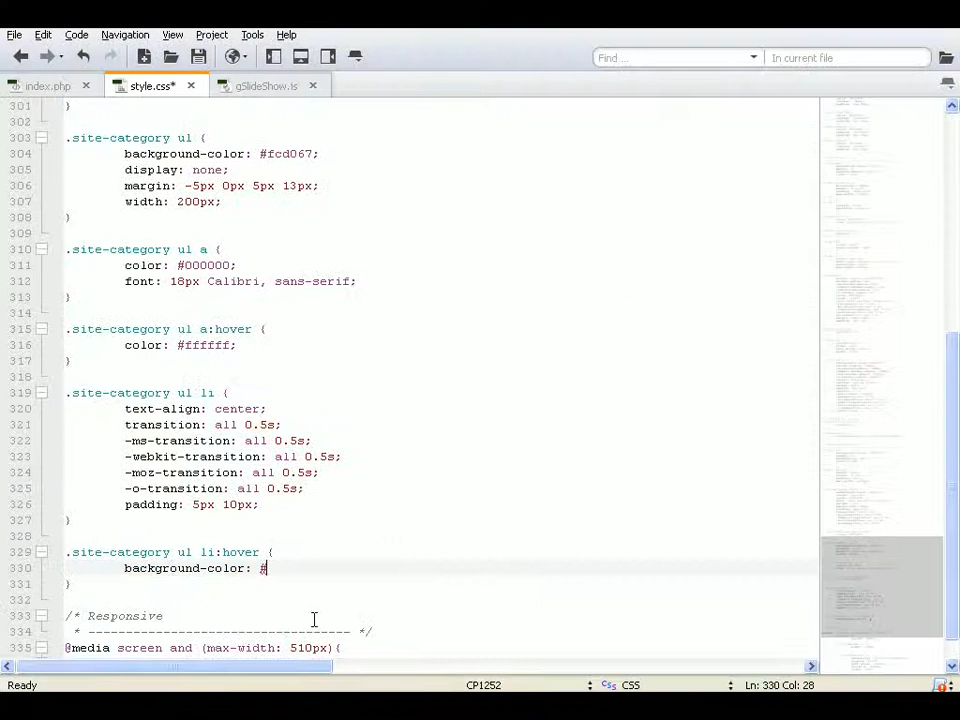 File Edit Code Navigation View Project Tools Help
Find ... In current file
index.php style.css* gSlideShow.ts
301 }
302
303 .site-category ul {
304 background-color: #fcd067;
305 display: none;
306 margin: -5px 0px 5px 13px;
307 width: 200px;
308 }
309
310 .site-category ul a {
311 color: #000000;
312 font: 18px Calibri, sans-serif;
313 }
314
315 .site-category ul a:hover {
316 color: #ffffff;
317 }
318
319 .site-category ul li {
320 text-align: center;
321 transition: all 0.5s;
322 -ms-transition: all 0.5s;
323 -webkit-transition: all 0.5s;
324 -moz-transition: all 0.5s;
325 -o-transition: all 0.5s;
326 padding: 5px 10px;
327 }
328
329 .site-category ul li:hover {
330 background-color: #
331 }
332
333 /* Responsive
334 * ----------------------------------- */
335 @media screen and (max-width: 510px){
Ready CP1252 CSS Ln: 330 Col: 28